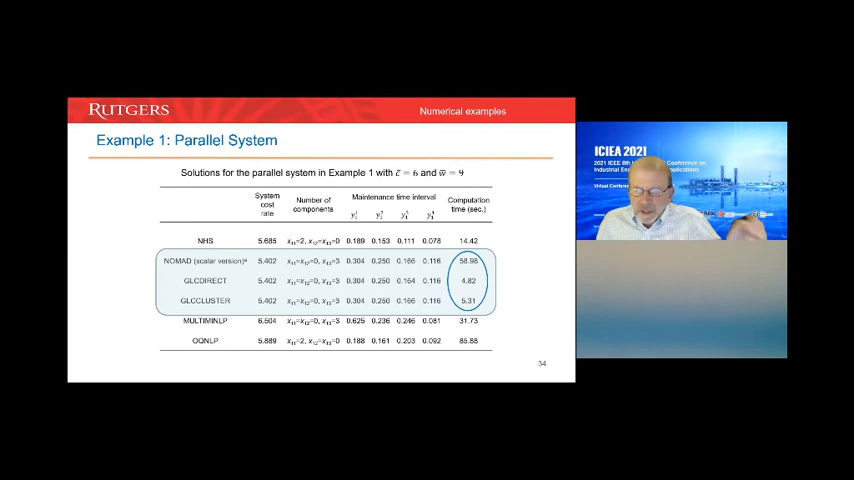 RUTGERS
Numerical examples
Example 1: Parallel System
Solutions for the parallel system in Example 1 with c̄ = 6 and w̄ = 9
System cost rate Number of components Maintenance time interval Computation time (sec.)
NHS 5.685 x₁₁=2, x₁₂=x₁₃=0 0.189 0.153 0.111 0.078 14.42
NOMAD (scalar version)ᵃ 5.402 x₁₁=x₁₂=0, x₁₃=3 0.304 0.250 0.166 0.116 58.98
GLCDIRECT 5.402 x₁₁=x₁₂=0, x₁₃=3 0.304 0.250 0.164 0.116 4.82
GLCCLUSTER 5.402 x₁₁=x₁₂=0, x₁₃=3 0.304 0.250 0.166 0.116 5.31
MULTIMINLP 6.504 x₁₁=x₁₂=0, x₁₃=3 0.625 0.236 0.246 0.081 31.73
OQNLP 5.889 x₁₁=2, x₁₂=x₁₃=0 0.188 0.161 0.203 0.092 85.88
34
ICIEA 2021
2021 IEEE 6th
Conference on
Industrial
Virtual